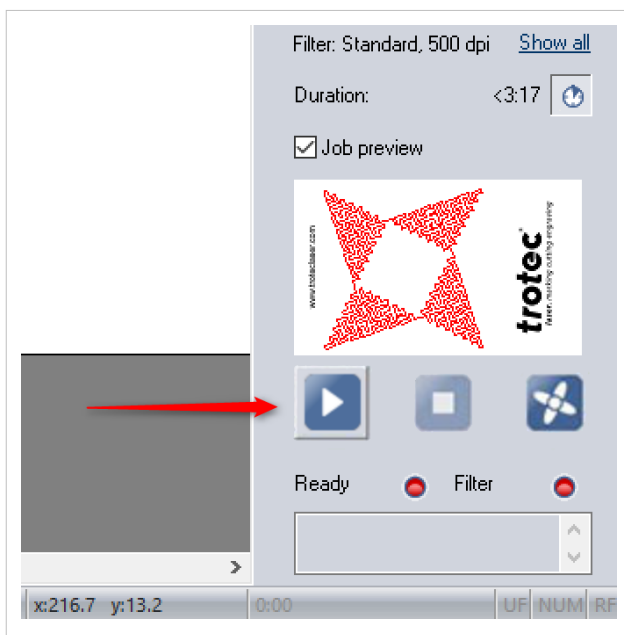 Filter: Standard, 500 dpi Show all
Duration: <3:17
Job preview
www.troteclaser.com
trotec
laser. marking cutting engraving
Ready Filter
x:216.7 y:13.2 0:00 UF NUM RF